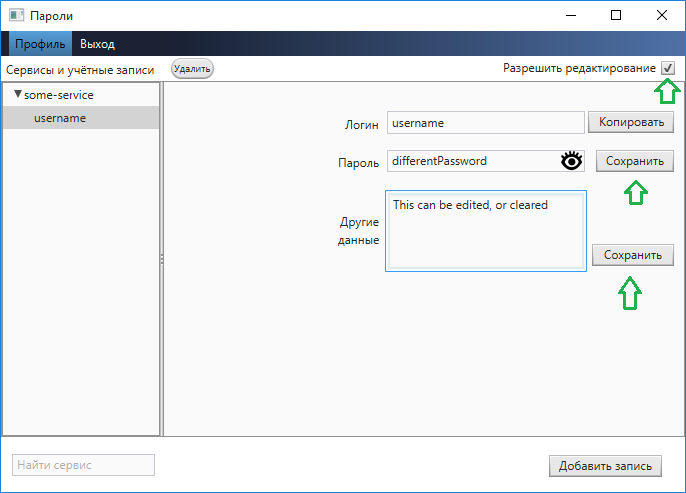 Пароли
Профиль Выход
Сервисы и учётные записи Удалить Разрешить редактирование
some-service
username
Логин username Копировать
Пароль differentPassword Сохранить
Другие данные
This can be edited, or cleared
Сохранить
Найти сервис Добавить запись